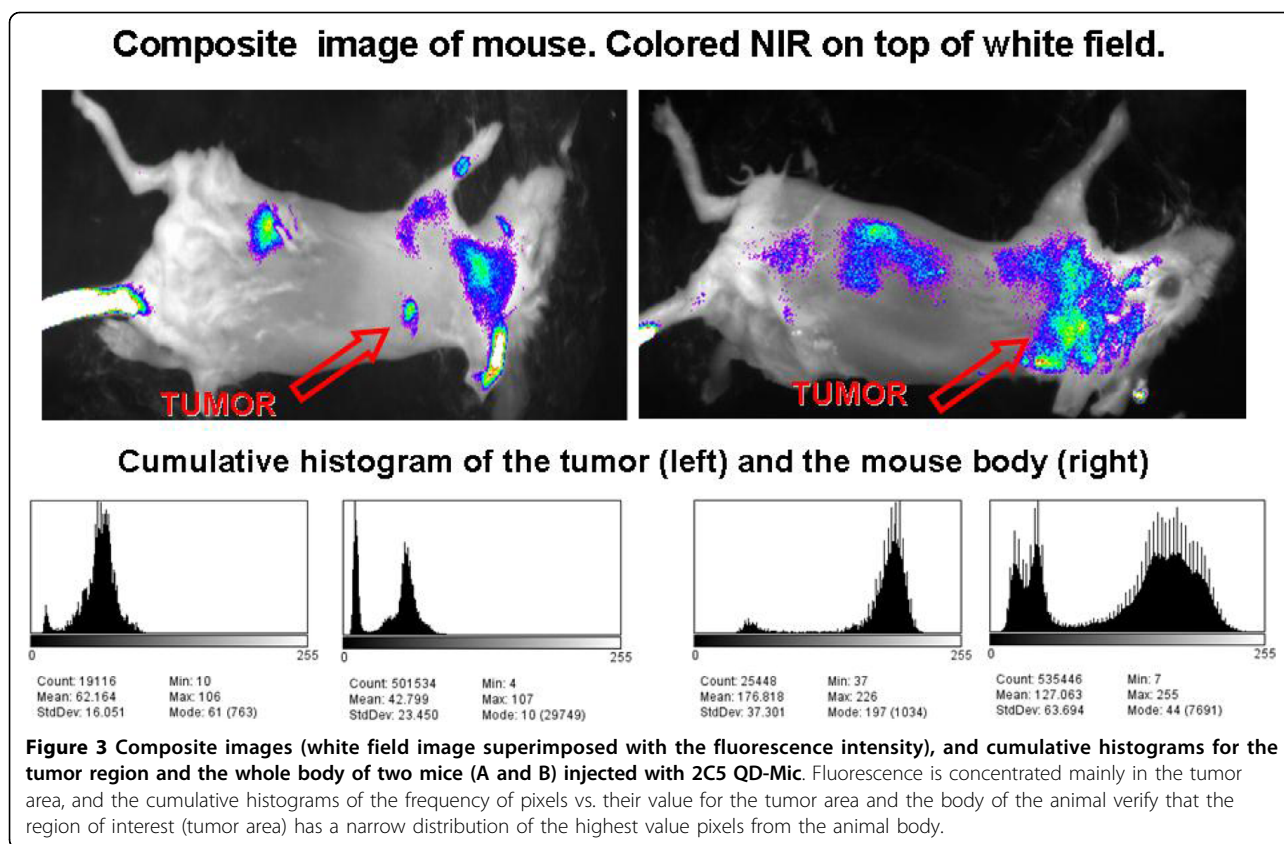 Composite image of mouse. Colored NIR on top of white field.
TUMOR
TUMOR
Cumulative histogram of the tumor (left) and the mouse body (right)
0 255
Count: 19116 Min: 10
Mean: 62.164 Max: 106
StdDev: 16.051 Mode: 61 (763)
0 255
Count: 501534 Min: 4
Mean: 42.799 Max: 107
StdDev: 23.450 Mode: 10 (29749)
0 255
Count: 25448 Min: 37
Mean: 176.818 Max: 226
StdDev: 37.301 Mode: 197 (1034)
0 255
Count: 535446 Min: 7
Mean: 127.063 Max: 255
StdDev: 63.694 Mode: 44 (7691)
Figure 3 Composite images (white field image superimposed with the fluorescence intensity), and cumulative histograms for the
tumor region and the whole body of two mice (A and B) injected with 2C5 QD-Mic. Fluorescence is concentrated mainly in the tumor
area, and the cumulative histograms of the frequency of pixels vs. their value for the tumor area and the body of the animal verify that the
region of interest (tumor area) has a narrow distribution of the highest value pixels from the animal body.